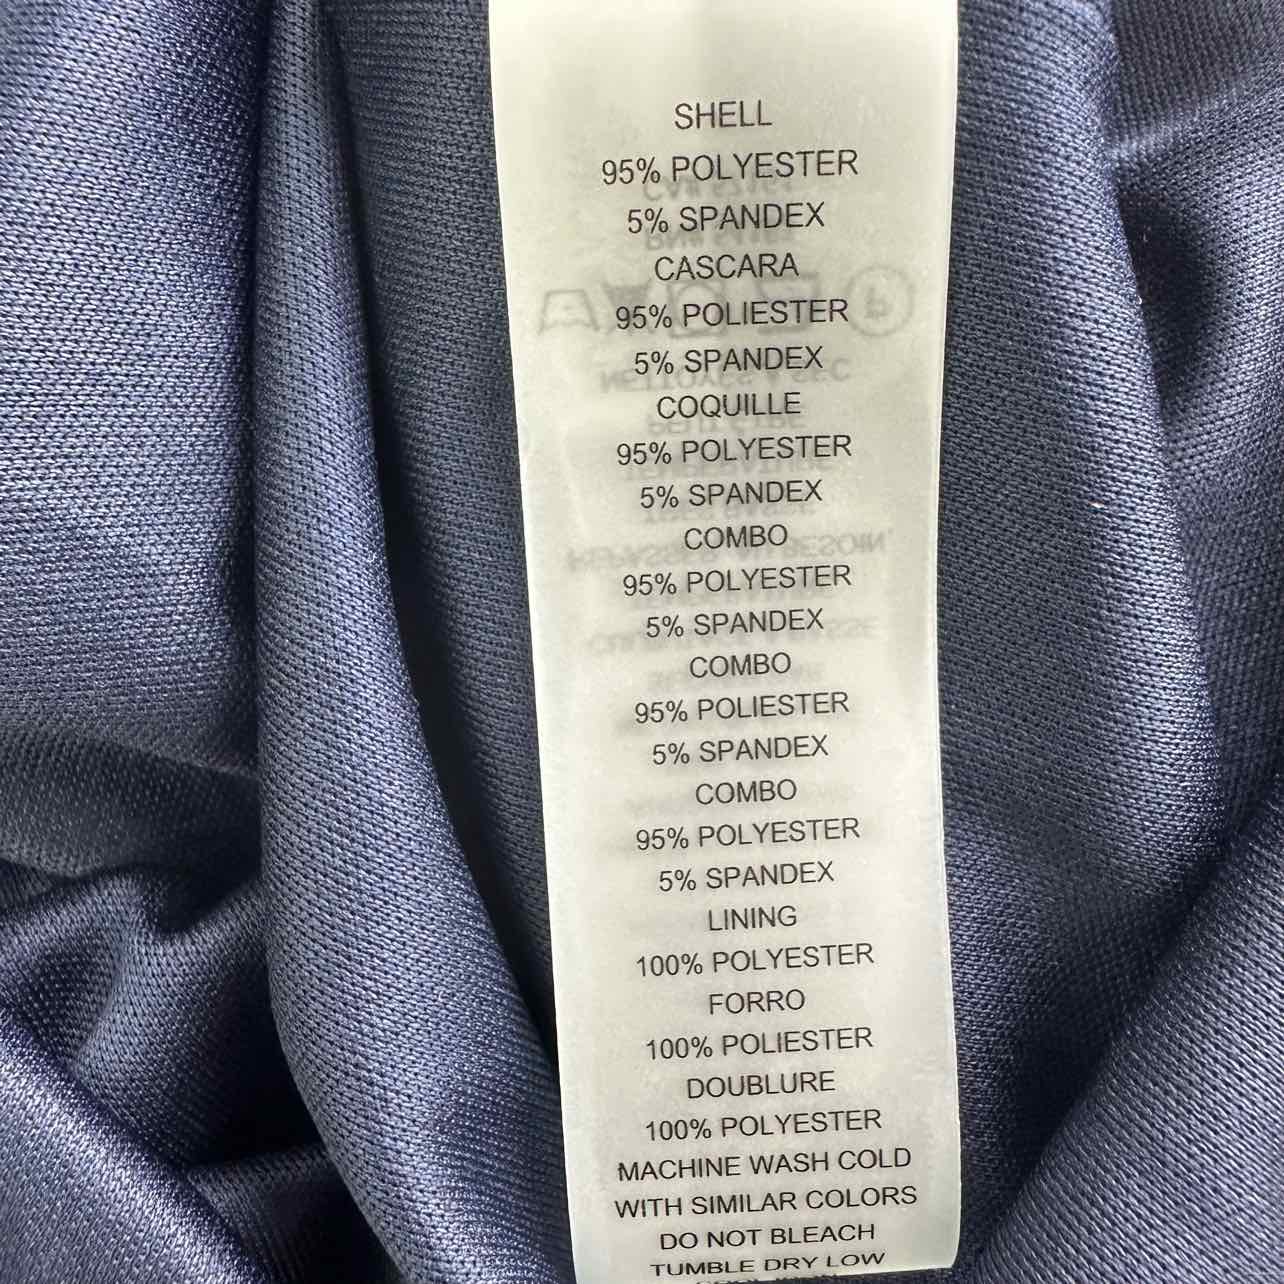 SHELL
95% POLYESTER
5% SPANDEX
CASCARA
95% POLIESTER
5% SPANDEX
COQUILLE
95% POLYESTER
5% SPANDEX
COMBO
95% POLYESTER
5% SPANDEX
COMBO
95% POLIESTER
5% SPANDEX
COMBO
95% POLYESTER
5% SPANDEX
LINING
100% POLYESTER
FORRO
100% POLIESTER
DOUBLURE
100% POLYESTER
MACHINE WASH COLD
WITH SIMILAR COLORS
DO NOT BLEACH
TUMBLE DRY LOW